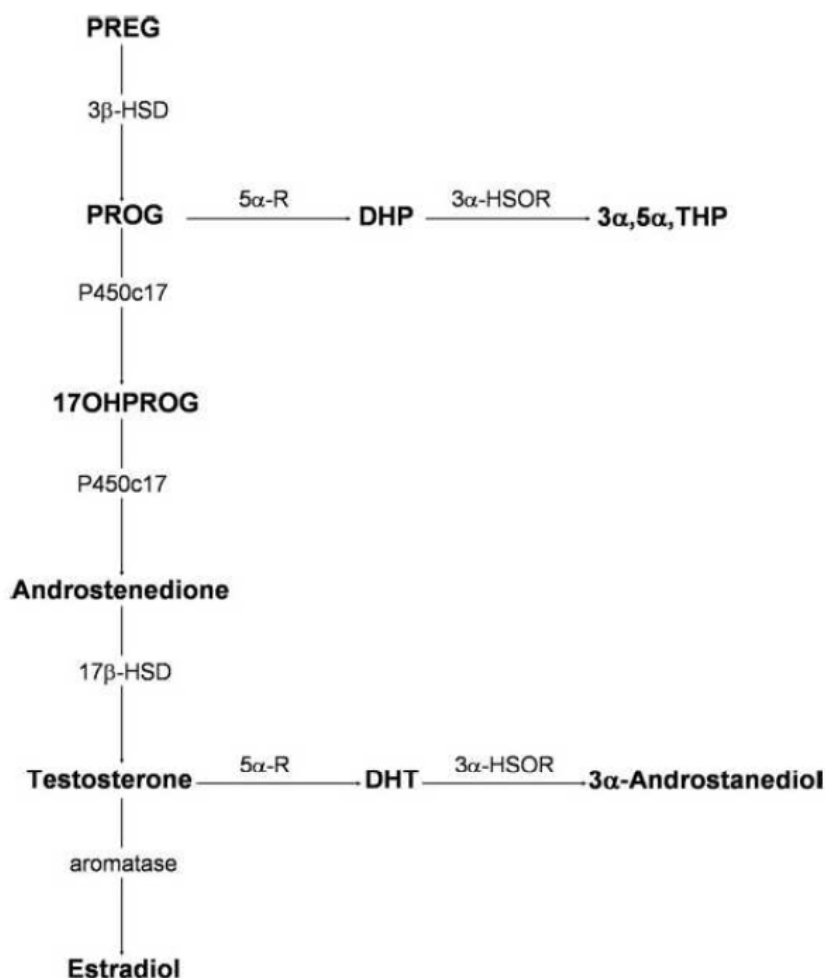 PREG
3β-HSD
5α-R 3α-HSOR
PROG DHP 3α,5α,THP
P450c17
17OHPROG
P450c17
Androstenedione
17β-HSD
5α-R 3α-HSOR
Testosterone DHT 3α-Androstanediol
aromatase
Estradiol